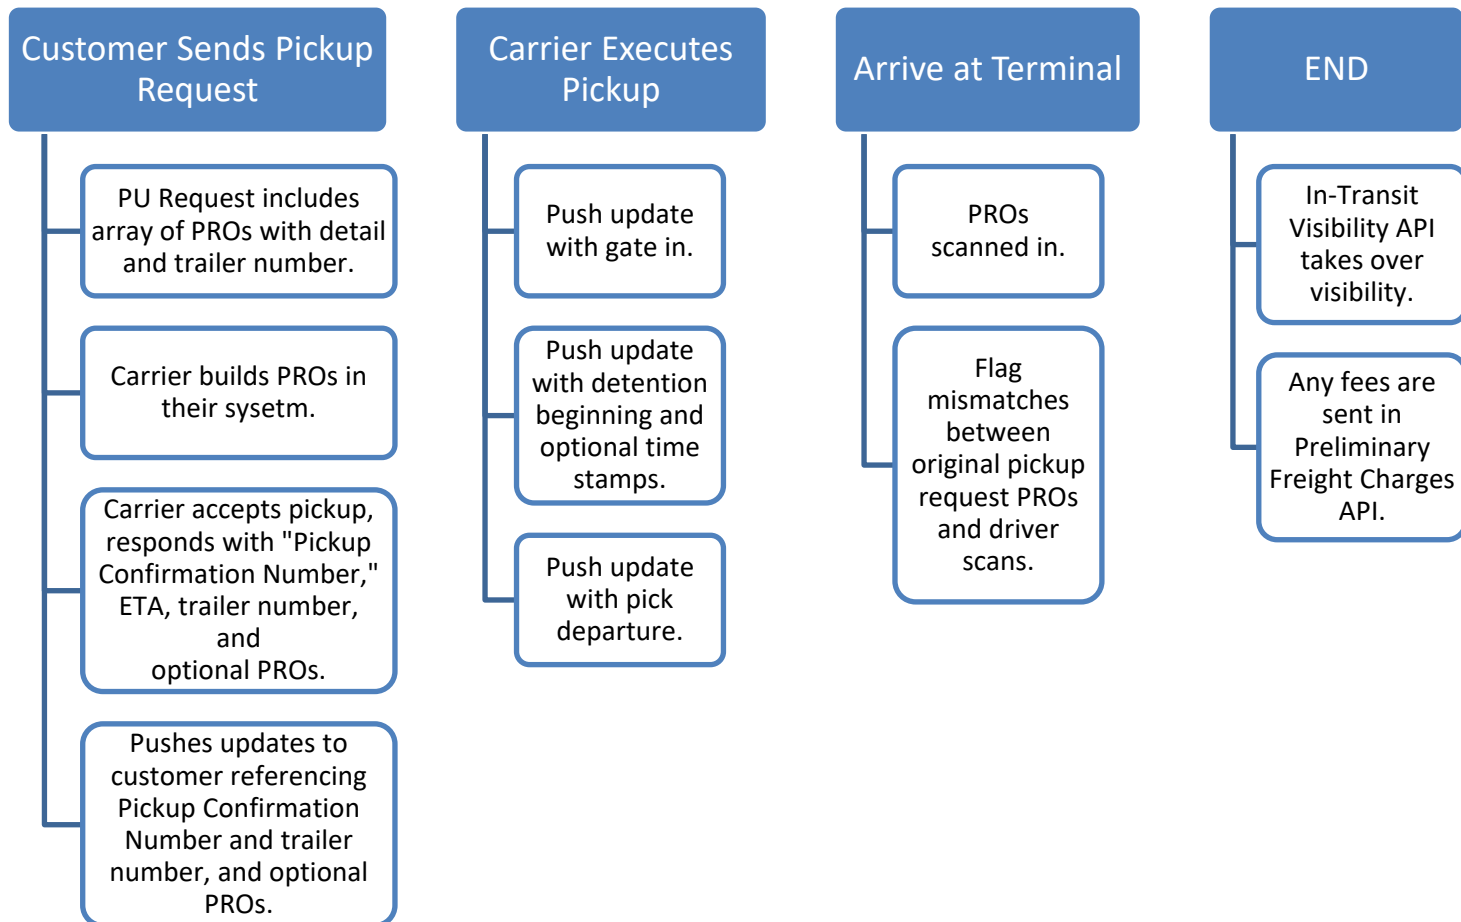 Customer Sends Pickup
Request
PU Request includes
array of PROs with detail
and trailer number.
Carrier builds PROs in
their sysetm.
Carrier accepts pickup,
responds with "Pickup
Confirmation Number,"
ETA, trailer number,
and
optional PROs.
Pushes updates to
customer referencing
Pickup Confirmation
Number and trailer
number, and optional
PROs.
Carrier Executes
Pickup
Push update
with gate in.
Push update
with detention
beginning and
optional time
stamps.
Push update
with pick
departure.
Arrive at Terminal
PROs
scanned in.
Flag
mismatches
between
original pickup
request PROs
and driver
scans.
END
In-Transit
Visibility API
takes over
visibility.
Any fees are
sent in
Preliminary
Freight Charges
API.